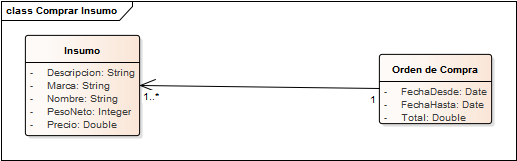 class Comprar Insumo
Insumo
- Descripcion: String
- Marca: String
- Nombre: String
- PesoNeto: Integer
- Precio: Double
1..*
1
Orden de Compra
- FechaDesde: Date
- FechaHasta: Date
- Total: Double